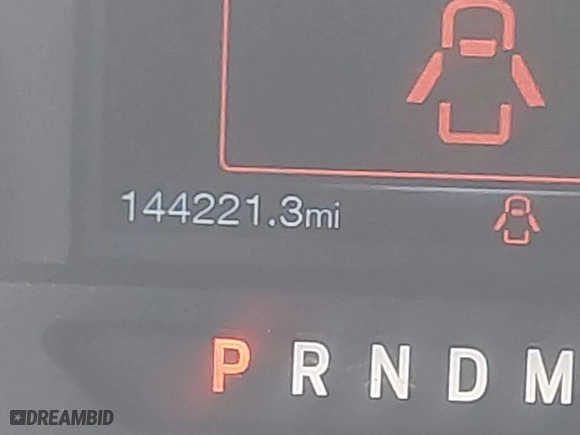 144221.3mi
P R N D M
DREAMBID